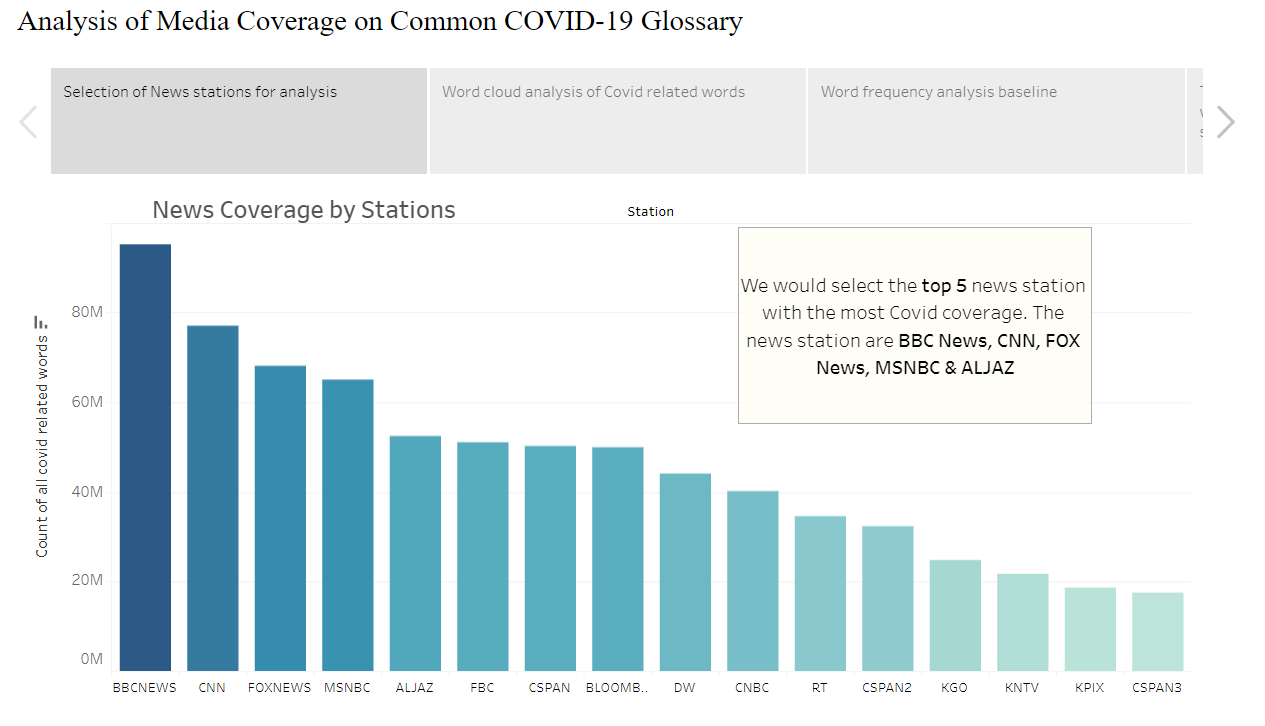 Analysis of Media Coverage on Common COVID-19 Glossary
Selection of News stations for analysis
Word cloud analysis of Covid related words
Word frequency analysis baseline
News Coverage by Stations
Station
We would select the top 5 news station
with the most Covid coverage. The
news station are BBC News, CNN, FOX
News, MSNBC & ALJAZ
Count of all covid related words
80M
60M
40M
20M
0M
BBCNEWS
CNN
FOXNEWS
MSNBC
ALJAZ
FBC
CSPAN
BLOOMB..
DW
CNBC
RT
CSPAN2
KGO
KNTV
KPIX
CSPAN3